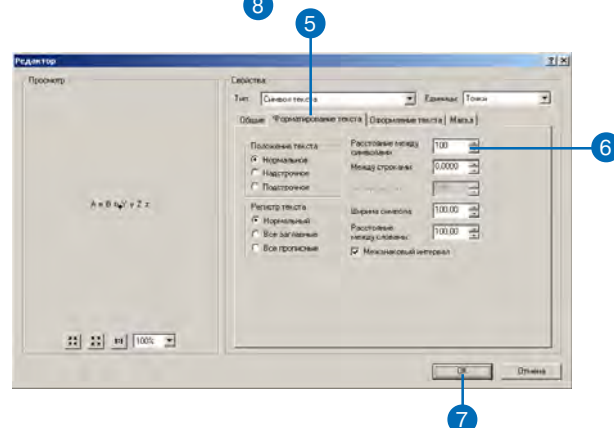 8
5
Редактор
Просмотр
Свойства
Тип: Символ текста
Единицы: Точки
Общие Форматирование текста Оформление текста Маска
Положение текста
Нормальное
Надстрочное
Подстрочное
Регистр текста
Нормальный
Все заглавные
Все прописные
Расстояние между символами 100
6
Между строками 0,0000
Ширина символа 100,00
Расстояние между словами 100,00
Межзнаковый интервал
AaBbYyZz
100%
OK
Отмена
7